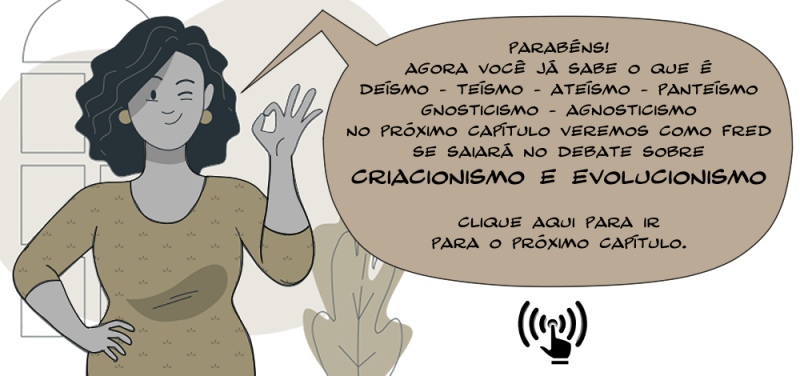 PARABÉNS!
AGORA VOCÊ JÁ SABE O QUE É
DEÍSMO - TEÍSMO - ATEÍSMO - PANTEÍSMO
GNOSTICISMO - AGNOSTICISMO
NO PRÓXIMO CAPÍTULO VEREMOS COMO FRED
SE SAIARÁ NO DEBATE SOBRE
CRIACIONISMO E EVOLUCIONISMO
CLIQUE AQUI PARA IR
PARA O PRÓXIMO CAPÍTULO.